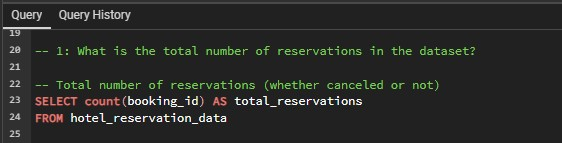 Query Query History
19
20 -- 1: What is the total number of reservations in the dataset?
21
22 -- Total number of reservations (whether canceled or not)
23 SELECT count(booking_id) AS total_reservations
24 FROM hotel_reservation_data
25